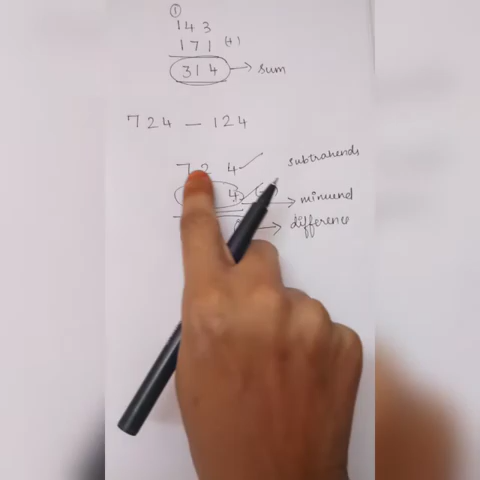 ①
143
171 (+)
314 → sum
724 — 124
7 2 4 subtrahends
4 → minuend
→ difference